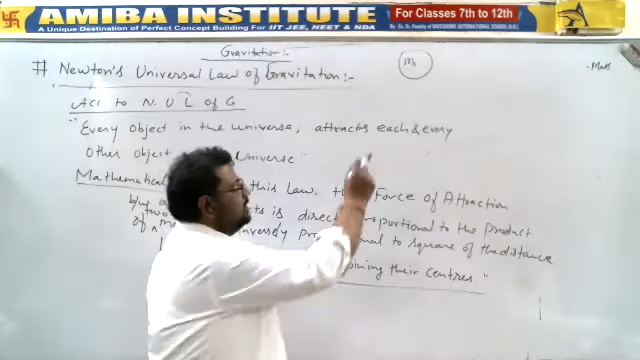 AMIBA INSTITUTE
A Unique Destination of Perfect Concept Building For IIT JEE, NEET & NDA
For Classes 7th to 12th
Gravitation:-
# Newton's Universal Law of Gravitation:-
m
- Mass
Acc to N. U L of G
"Every object in the universe, attracts each & every
Other object Universe"
Mathematical this law, the Force of Attraction
b/w two is direc proportional to the Product
of inversely pro nal to square of the distance
joining their centres"